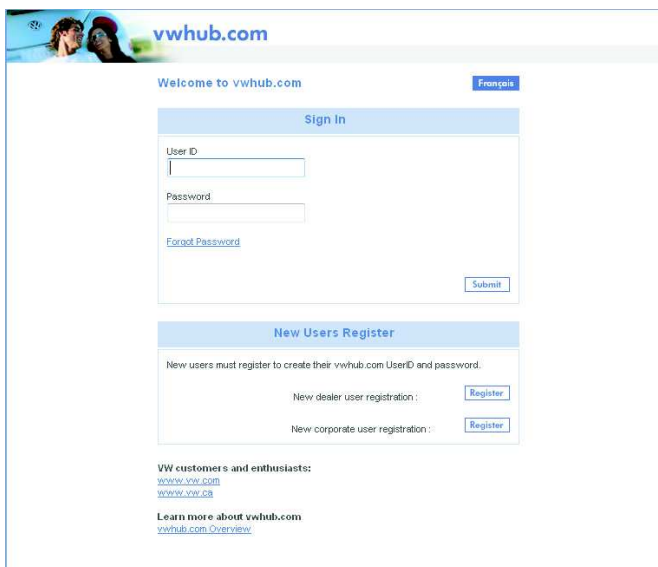 vwhub.com
Welcome to vwhub.com
Français
Sign In
User ID
Password
Forgot Password
Submit
New Users Register
New users must register to create their vwhub.com UserID and password.
New dealer user registration :
Register
New corporate user registration :
Register
VW customers and enthusiasts:
www.vw.com
www.vw.ca
Learn more about vwhub.com
vwhub.com Overview